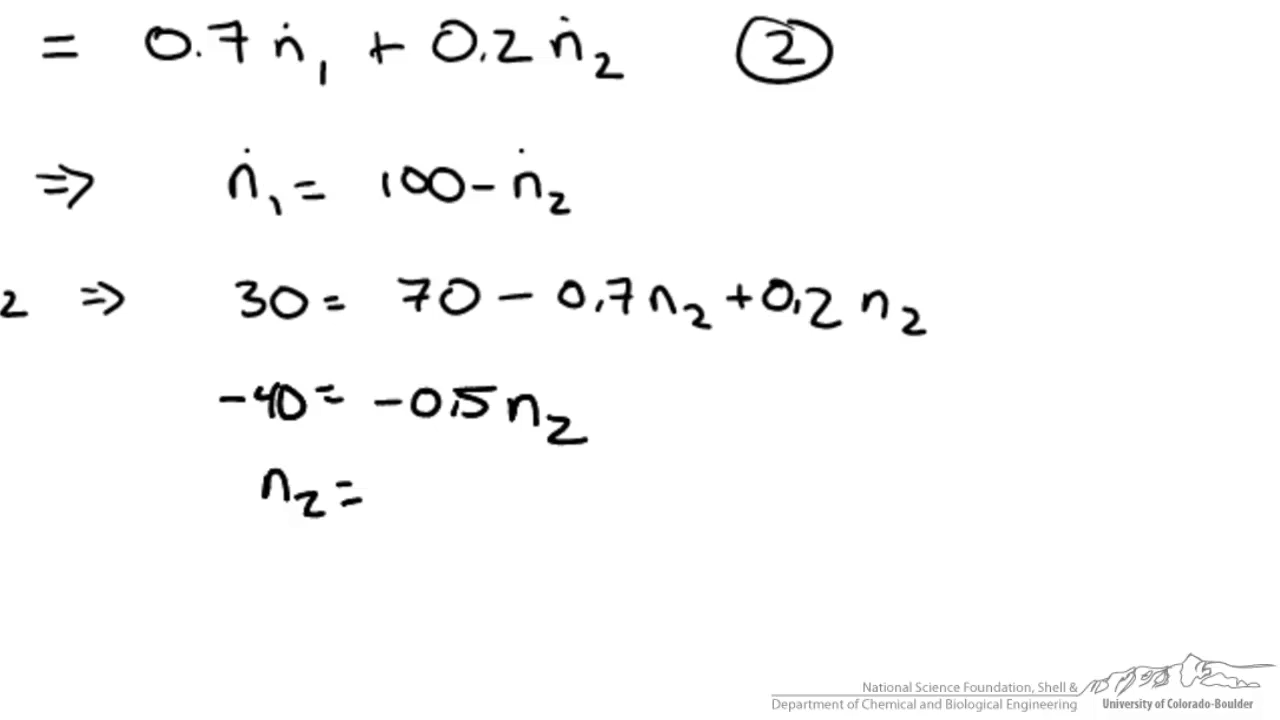 = 0.7 ṅ₁ + 0.2 ṅ₂ ②
⇒ ṅ₁ = 100 - ṅ₂
2 ⇒ 30 = 70 - 0.7 n₂ + 0.2 n₂
-40 = -0.5 n₂
n₂ =
National Science Foundation, Shell &
Department of Chemical and Biological Engineering
University of Colorado-Boulder